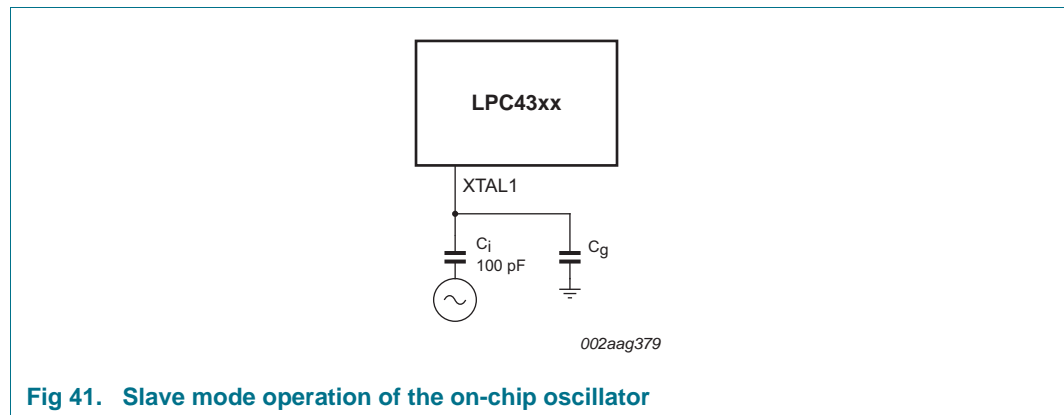 LPC43xx
XTAL1
Ci
100 pF
Cg
002aag379
Fig 41. Slave mode operation of the on-chip oscillator